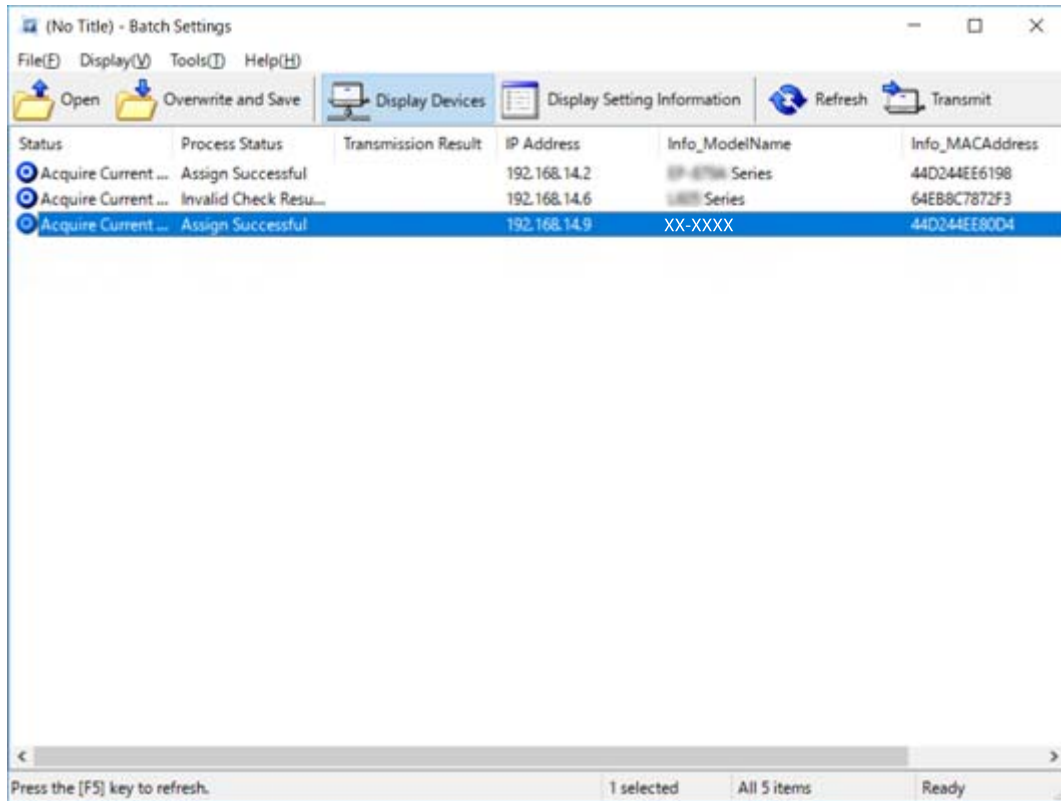 (No Title) - Batch Settings
File(F) Display(V) Tools(T) Help(H)
Open Overwrite and Save Display Devices Display Setting Information Refresh Transmit
Status Process Status Transmission Result IP Address Info_ModelName Info_MACAddress
Acquire Current ... Assign Successful 192.168.14.2 Series 44D244EE6198
Acquire Current ... Invalid Check Resu... 192.168.14.6 Series 64EB8C7872F3
Acquire Current ... Assign Successful 192.168.14.9 XX-XXXX 44D244EE80D4
Press the [F5] key to refresh. 1 selected All 5 items Ready